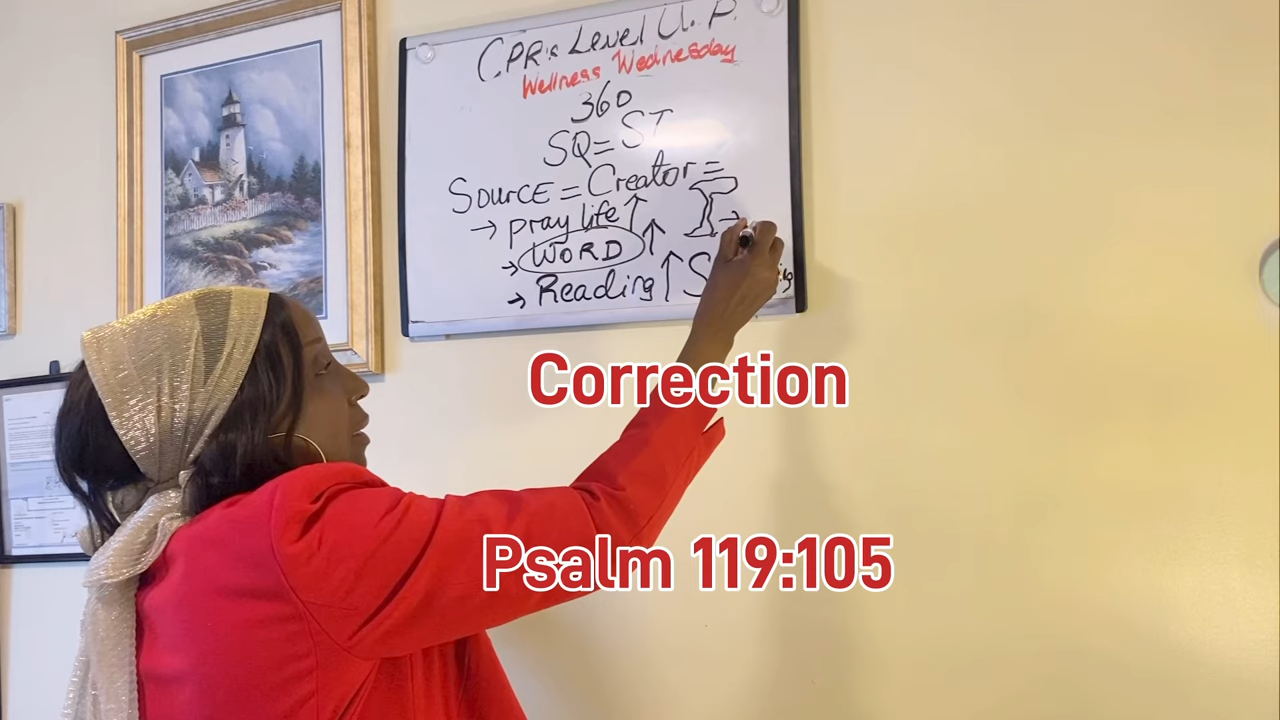 CPR's Level U.P.
Wellness Wednesday
360
SQ = ST
Source = Creator =
→ pray life ↑
→ WORD ↑
→ Reading ↑
Correction
Psalm 119:105